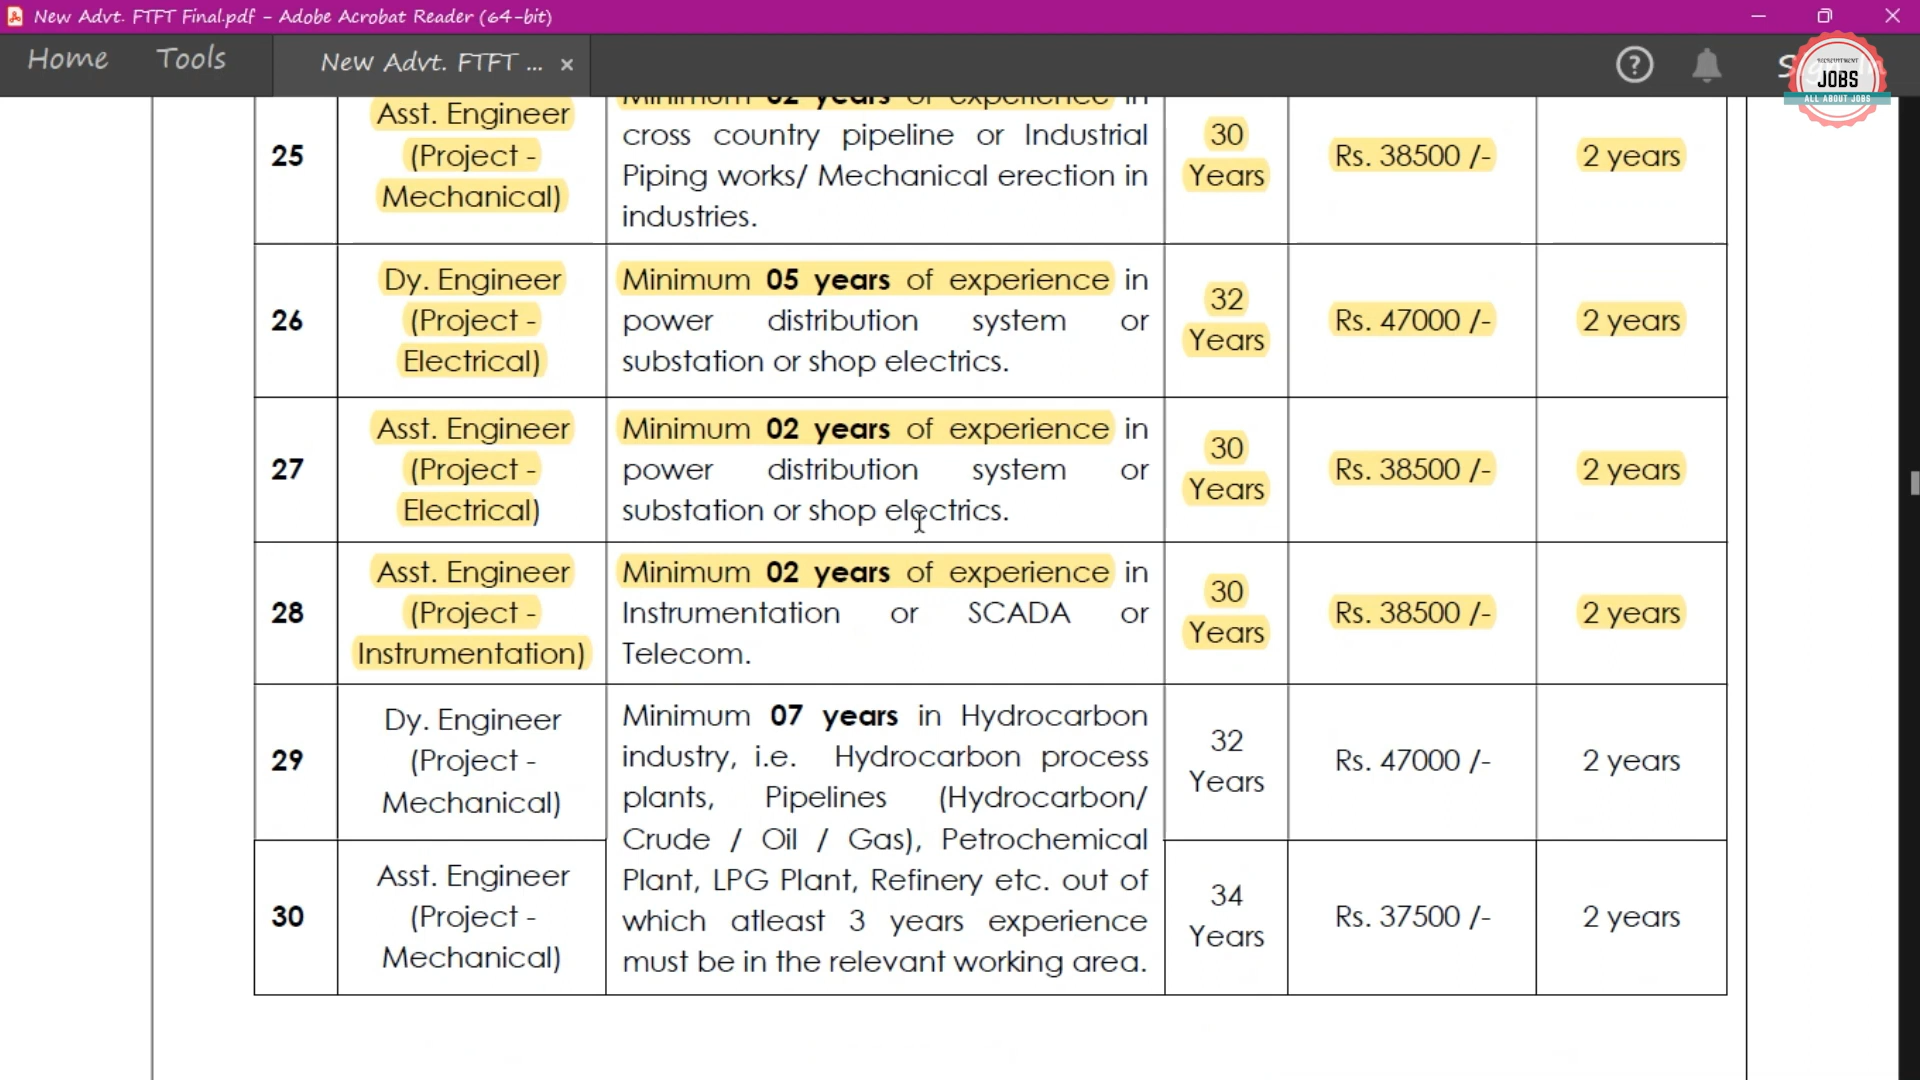 New Advt. FTFT Final.pdf - Adobe Acrobat Reader (64-bit)
Home
Tools
New Advt. FTFT ...
RECRUITMENT
JOBS
ALL ABOUT JOBS
25
Asst. Engineer
(Project -
Mechanical)
Minimum 02 years of experience in
cross country pipeline or Industrial
Piping works/ Mechanical erection in
industries.
30
Years
Rs. 38500 /-
2 years
26
Dy. Engineer
(Project -
Electrical)
Minimum 05 years of experience in
power distribution system or
substation or shop electrics.
32
Years
Rs. 47000 /-
2 years
27
Asst. Engineer
(Project -
Electrical)
Minimum 02 years of experience in
power distribution system or
substation or shop electrics.
30
Years
Rs. 38500 /-
2 years
28
Asst. Engineer
(Project -
Instrumentation)
Minimum 02 years of experience in
Instrumentation or SCADA or
Telecom.
30
Years
Rs. 38500 /-
2 years
29
Dy. Engineer
(Project -
Mechanical)
Minimum 07 years in Hydrocarbon
industry, i.e. Hydrocarbon process
plants, Pipelines (Hydrocarbon/
Crude / Oil / Gas), Petrochemical
Plant, LPG Plant, Refinery etc. out of
which atleast 3 years experience
must be in the relevant working area.
32
Years
Rs. 47000 /-
2 years
30
Asst. Engineer
(Project -
Mechanical)
34
Years
Rs. 37500 /-
2 years